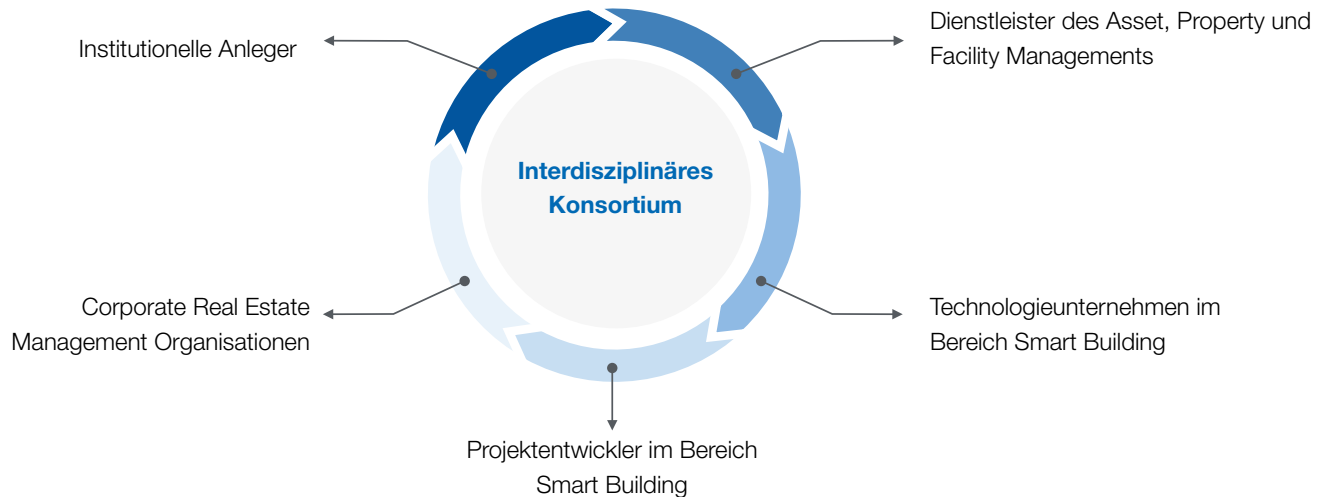 Institutionelle Anleger
Dienstleister des Asset, Property und
Facility Managements
Interdisziplinäres
Konsortium
Corporate Real Estate
Management Organisationen
Technologieunternehmen im
Bereich Smart Building
Projektentwickler im Bereich
Smart Building